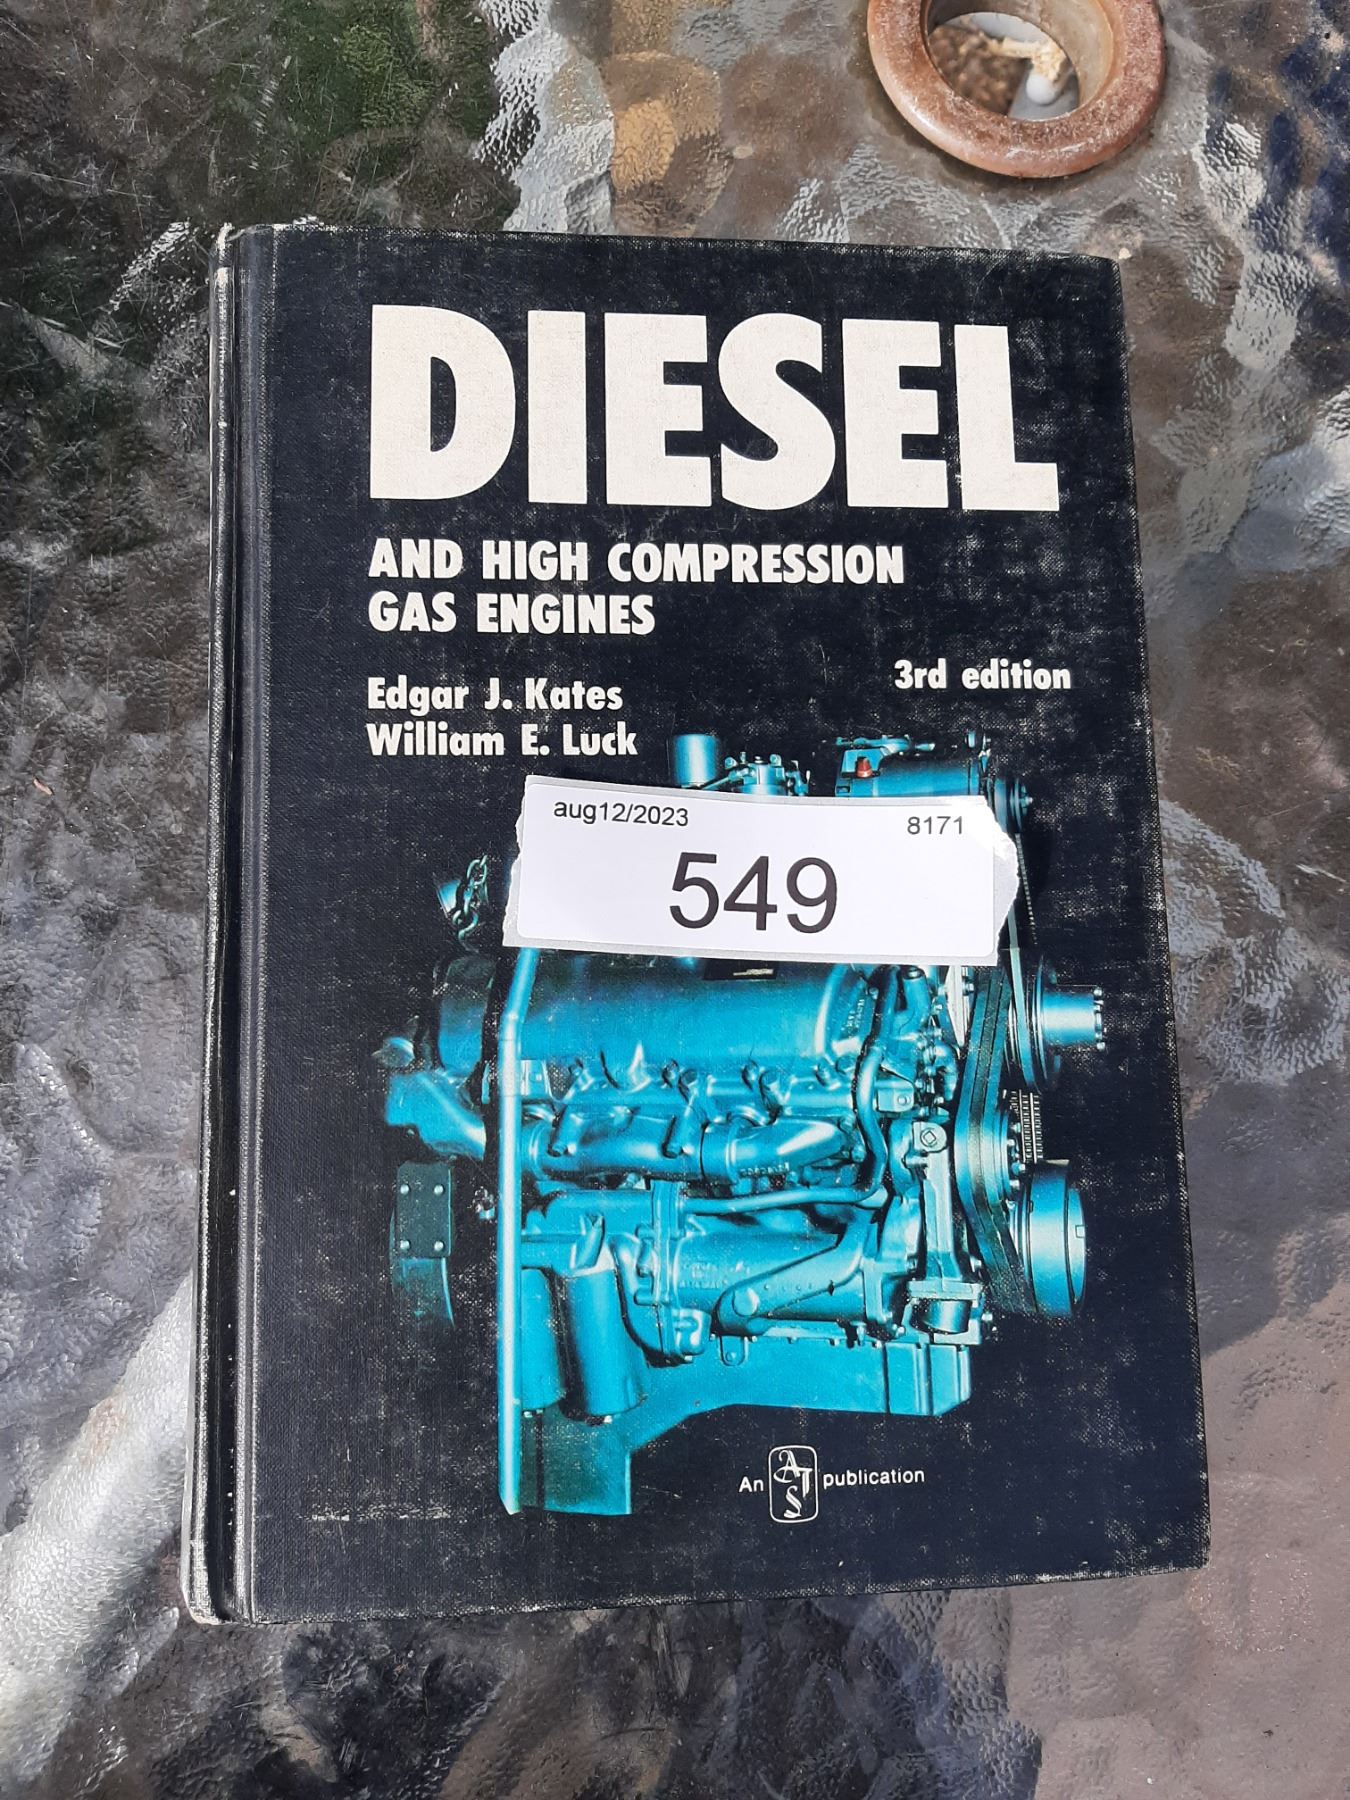 DIESEL
AND HIGH COMPRESSION
GAS ENGINES
3rd edition
Edgar J. Kates
William E. Luck
aug12/2023 8171
549
An ATS publication